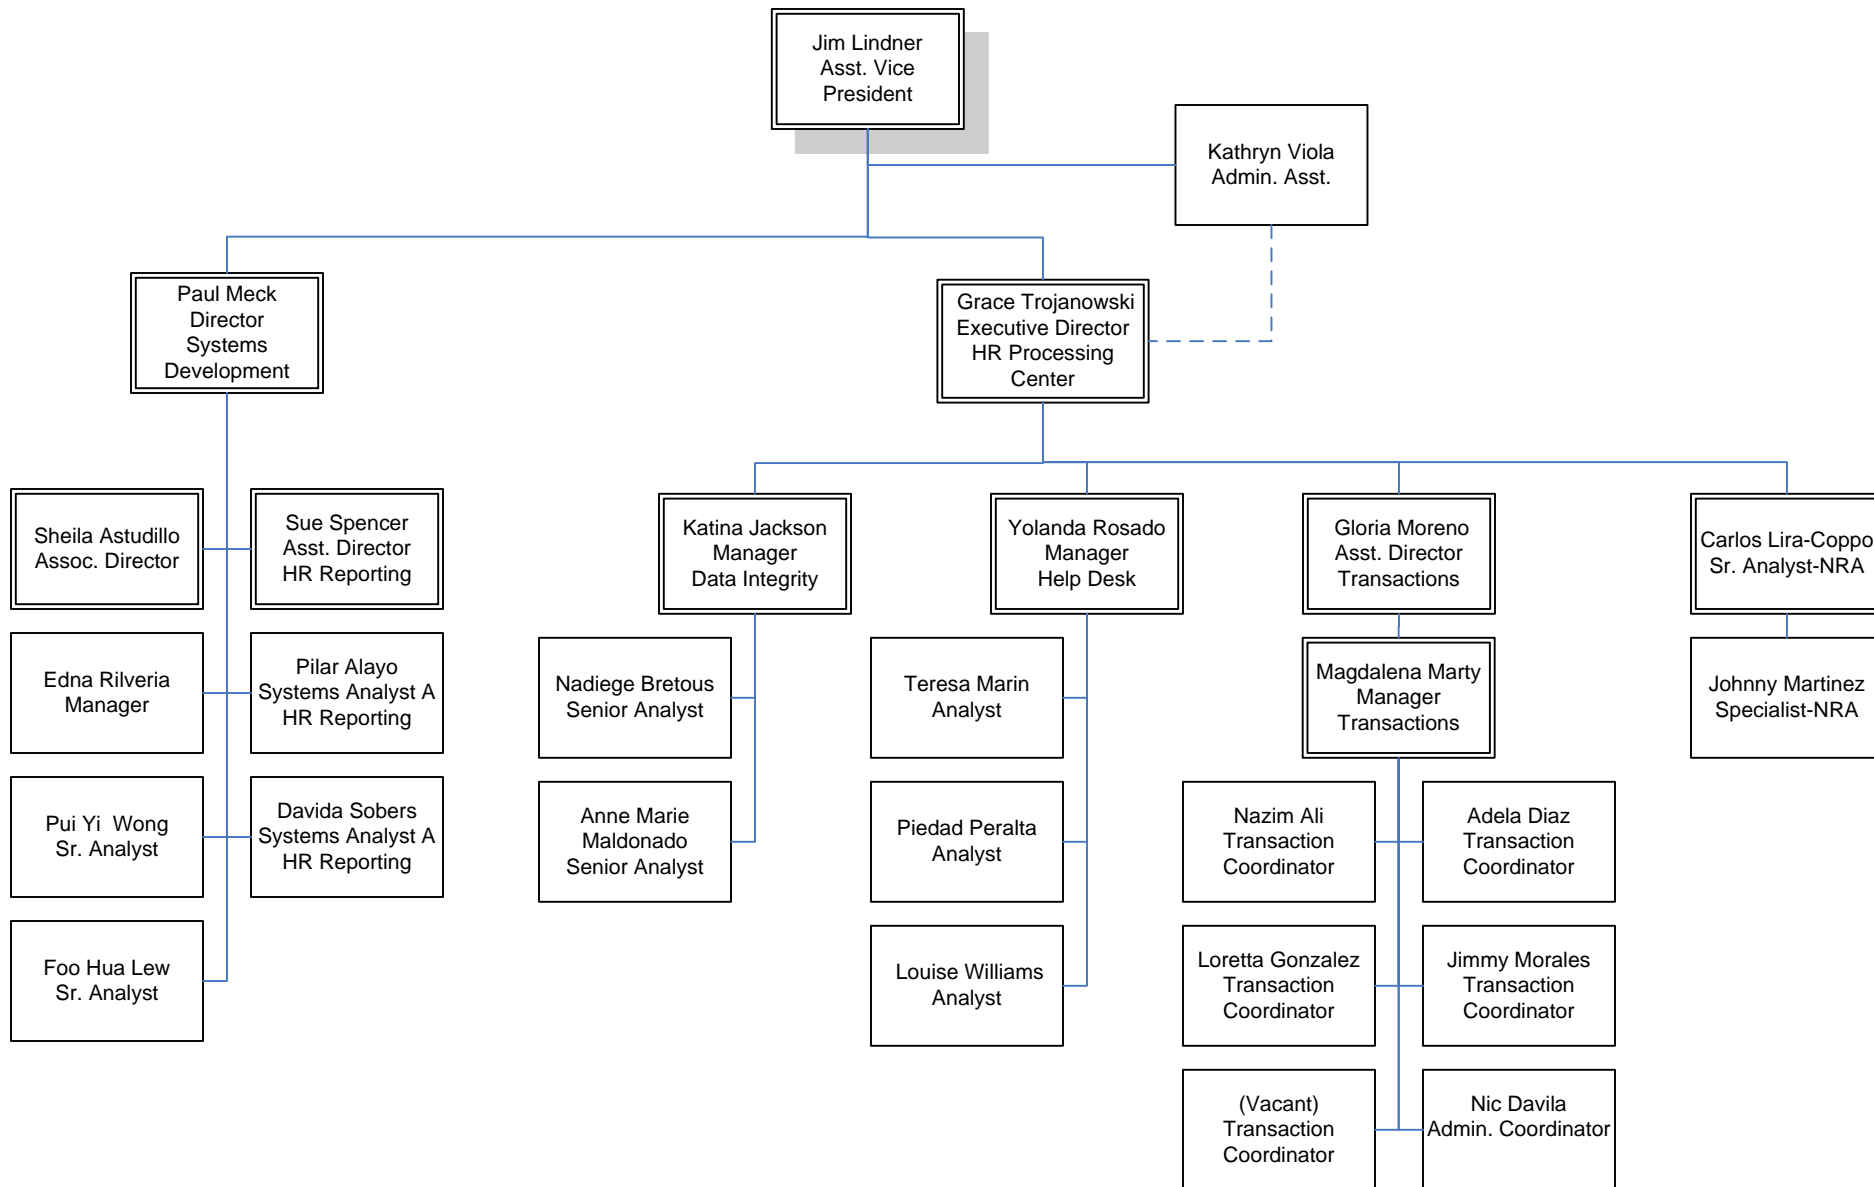 Jim Lindner
Asst. Vice
President
Kathryn Viola
Admin. Asst.
Paul Meck
Director
Systems
Development
Grace Trojanowski
Executive Director
HR Processing
Center
Sheila Astudillo
Assoc. Director
Sue Spencer
Asst. Director
HR Reporting
Katina Jackson
Manager
Data Integrity
Yolanda Rosado
Manager
Help Desk
Gloria Moreno
Asst. Director
Transactions
Carlos Lira-Coppo
Sr. Analyst-NRA
Edna Rilveria
Manager
Pilar Alayo
Systems Analyst A
HR Reporting
Nadiege Bretous
Senior Analyst
Teresa Marin
Analyst
Magdalena Marty
Manager
Transactions
Johnny Martinez
Specialist-NRA
Pui Yi  Wong
Sr. Analyst
Davida Sobers
Systems Analyst A
HR Reporting
Anne Marie
Maldonado
Senior Analyst
Piedad Peralta
Analyst
Nazim Ali
Transaction
Coordinator
Adela Diaz
Transaction
Coordinator
Foo Hua Lew
Sr. Analyst
Louise Williams
Analyst
Loretta Gonzalez
Transaction
Coordinator
Jimmy Morales
Transaction
Coordinator
(Vacant)
Transaction
Coordinator
Nic Davila
Admin. Coordinator